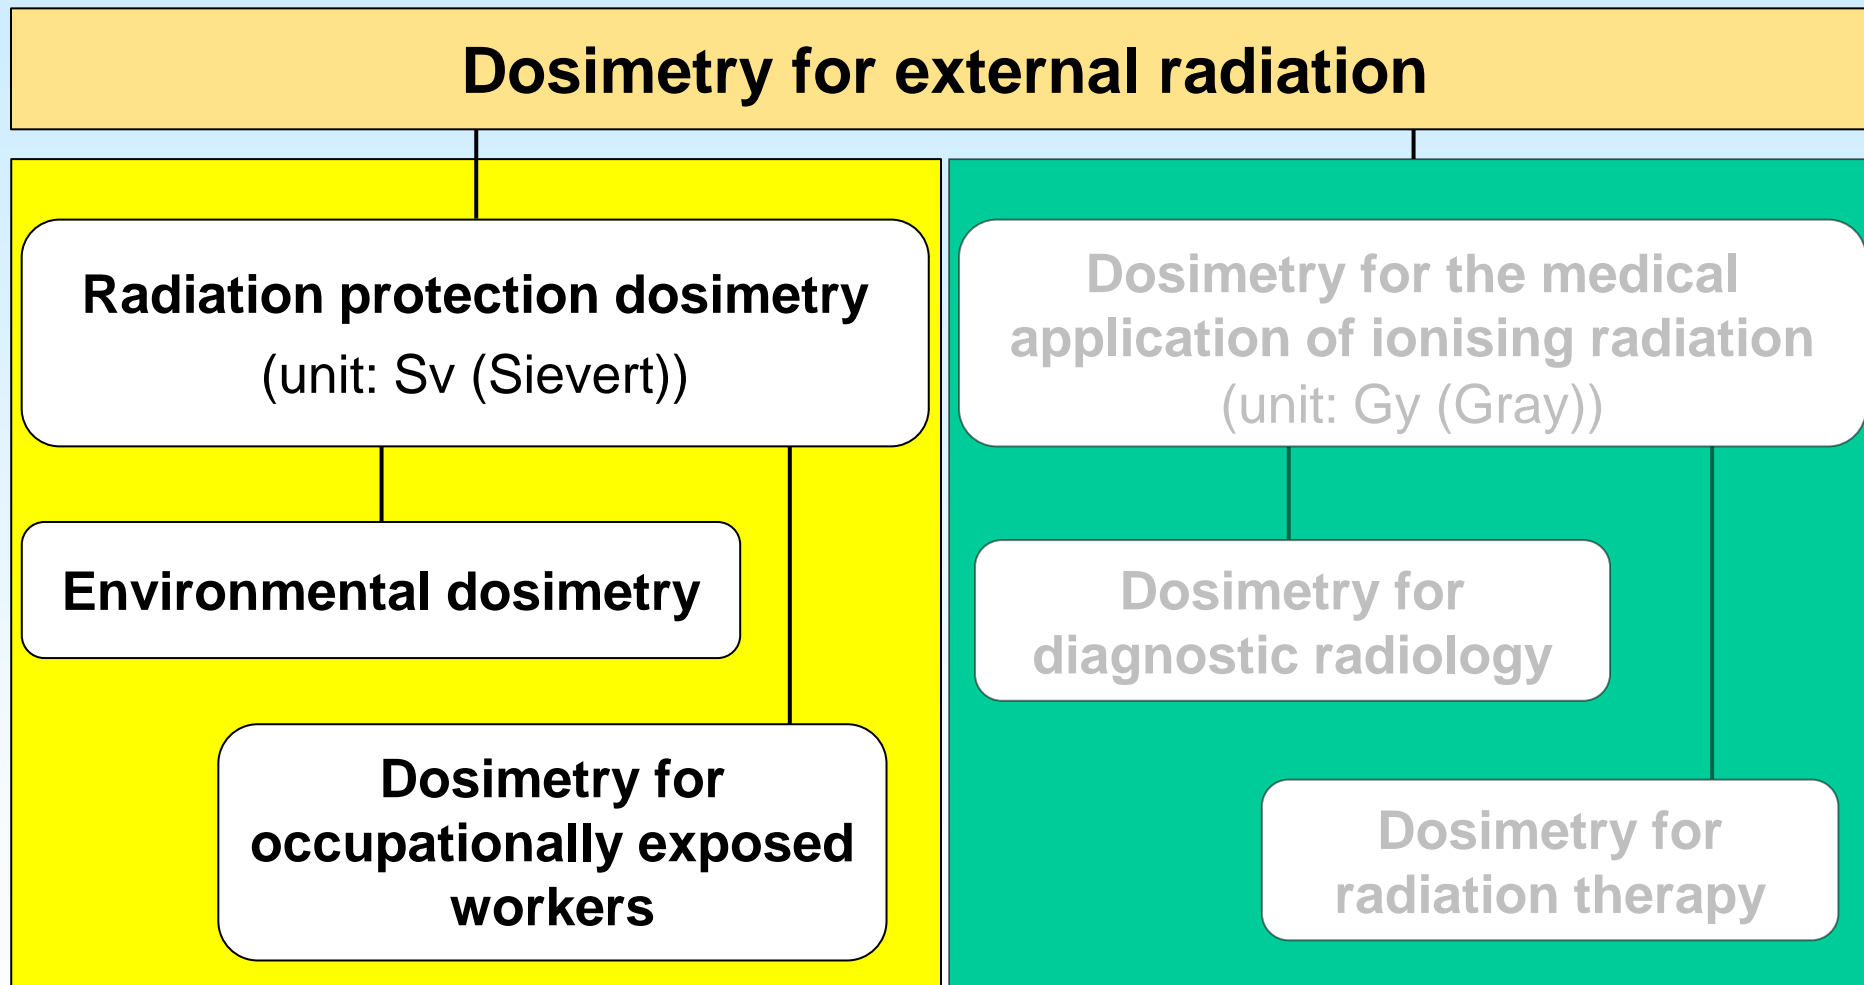 Dosimetry for external radiation
Radiation protection dosimetry
(unit: Sv (Sievert))
Environmental dosimetry
Dosimetry for
occupationally exposed
workers
Dosimetry for the medical
application of ionising radiation
(unit: Gy (Gray))
Dosimetry for
diagnostic radiology
Dosimetry for
radiation therapy